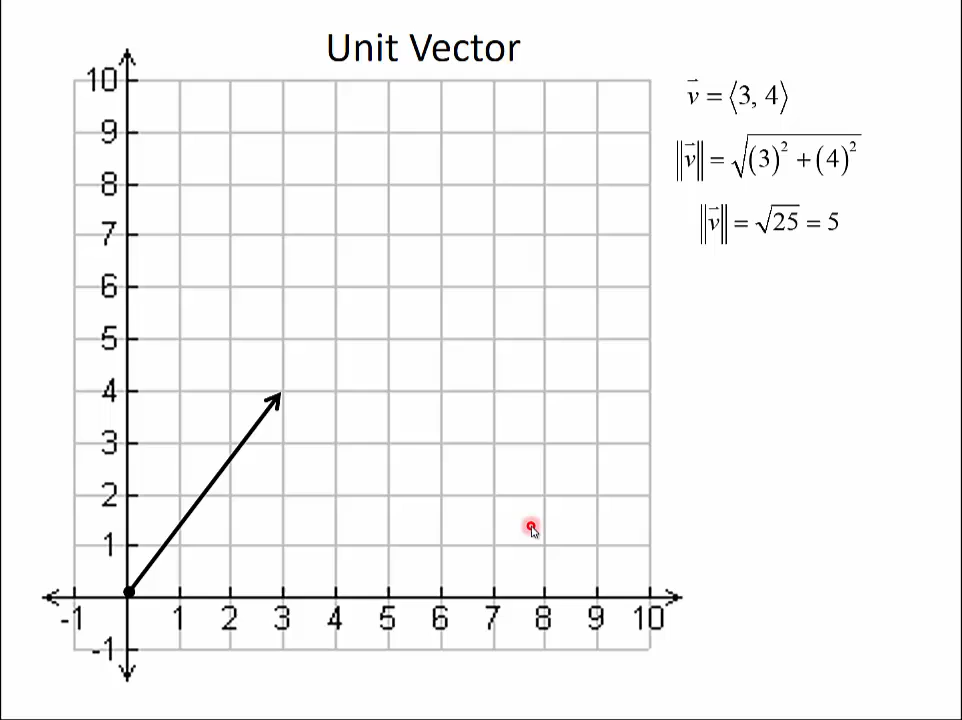 Unit Vector
v⃗ = ⟨3, 4⟩
‖v⃗‖ = √((3)² + (4)²)
‖v⃗‖ = √25 = 5
10
9
8
7
6
5
4
3
2
1
-1 1 2 3 4 5 6 7 8 9 10
-1